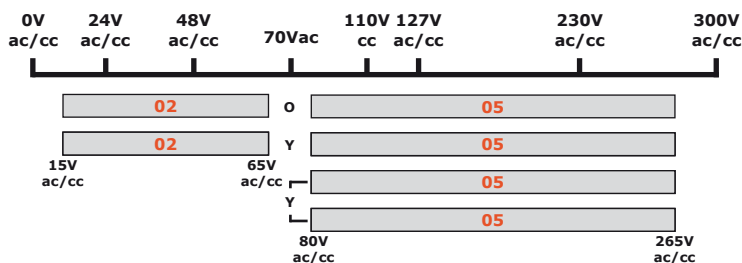 0V 24V 48V 70Vac 110V 127V 230V 300V
ac/cc ac/cc ac/cc cc ac/cc ac/cc ac/cc
02 O 05
02 Y 05
15V 65V
ac/cc ac/cc
05
Y
05
80V 265V
ac/cc ac/cc